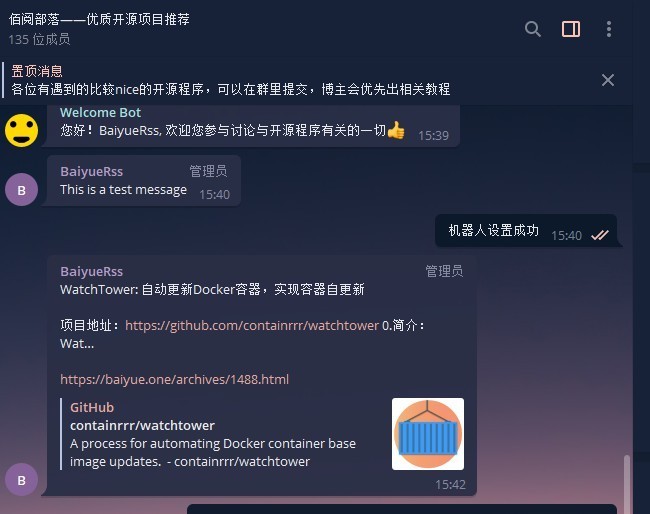 佰阅部落——优质开源项目推荐
135 位成员
置顶消息
各位有遇到的比较nice的开源程序，可以在群里提交，博主会优先出相关教程
Welcome Bot
您好！BaiyueRss, 欢迎您参与讨论与开源程序有关的一切👍 15:39
BaiyueRss 管理员
This is a test message 15:40
B
机器人设置成功 15:40
BaiyueRss 管理员
WatchTower: 自动更新Docker容器，实现容器自更新
项目地址：https://github.com/containrrr/watchtower 0.简介：
Wat...
https://baiyue.one/archives/1488.html
GitHub
containrrr/watchtower
A process for automating Docker container base
image updates. - containrrr/watchtower
B
15:42